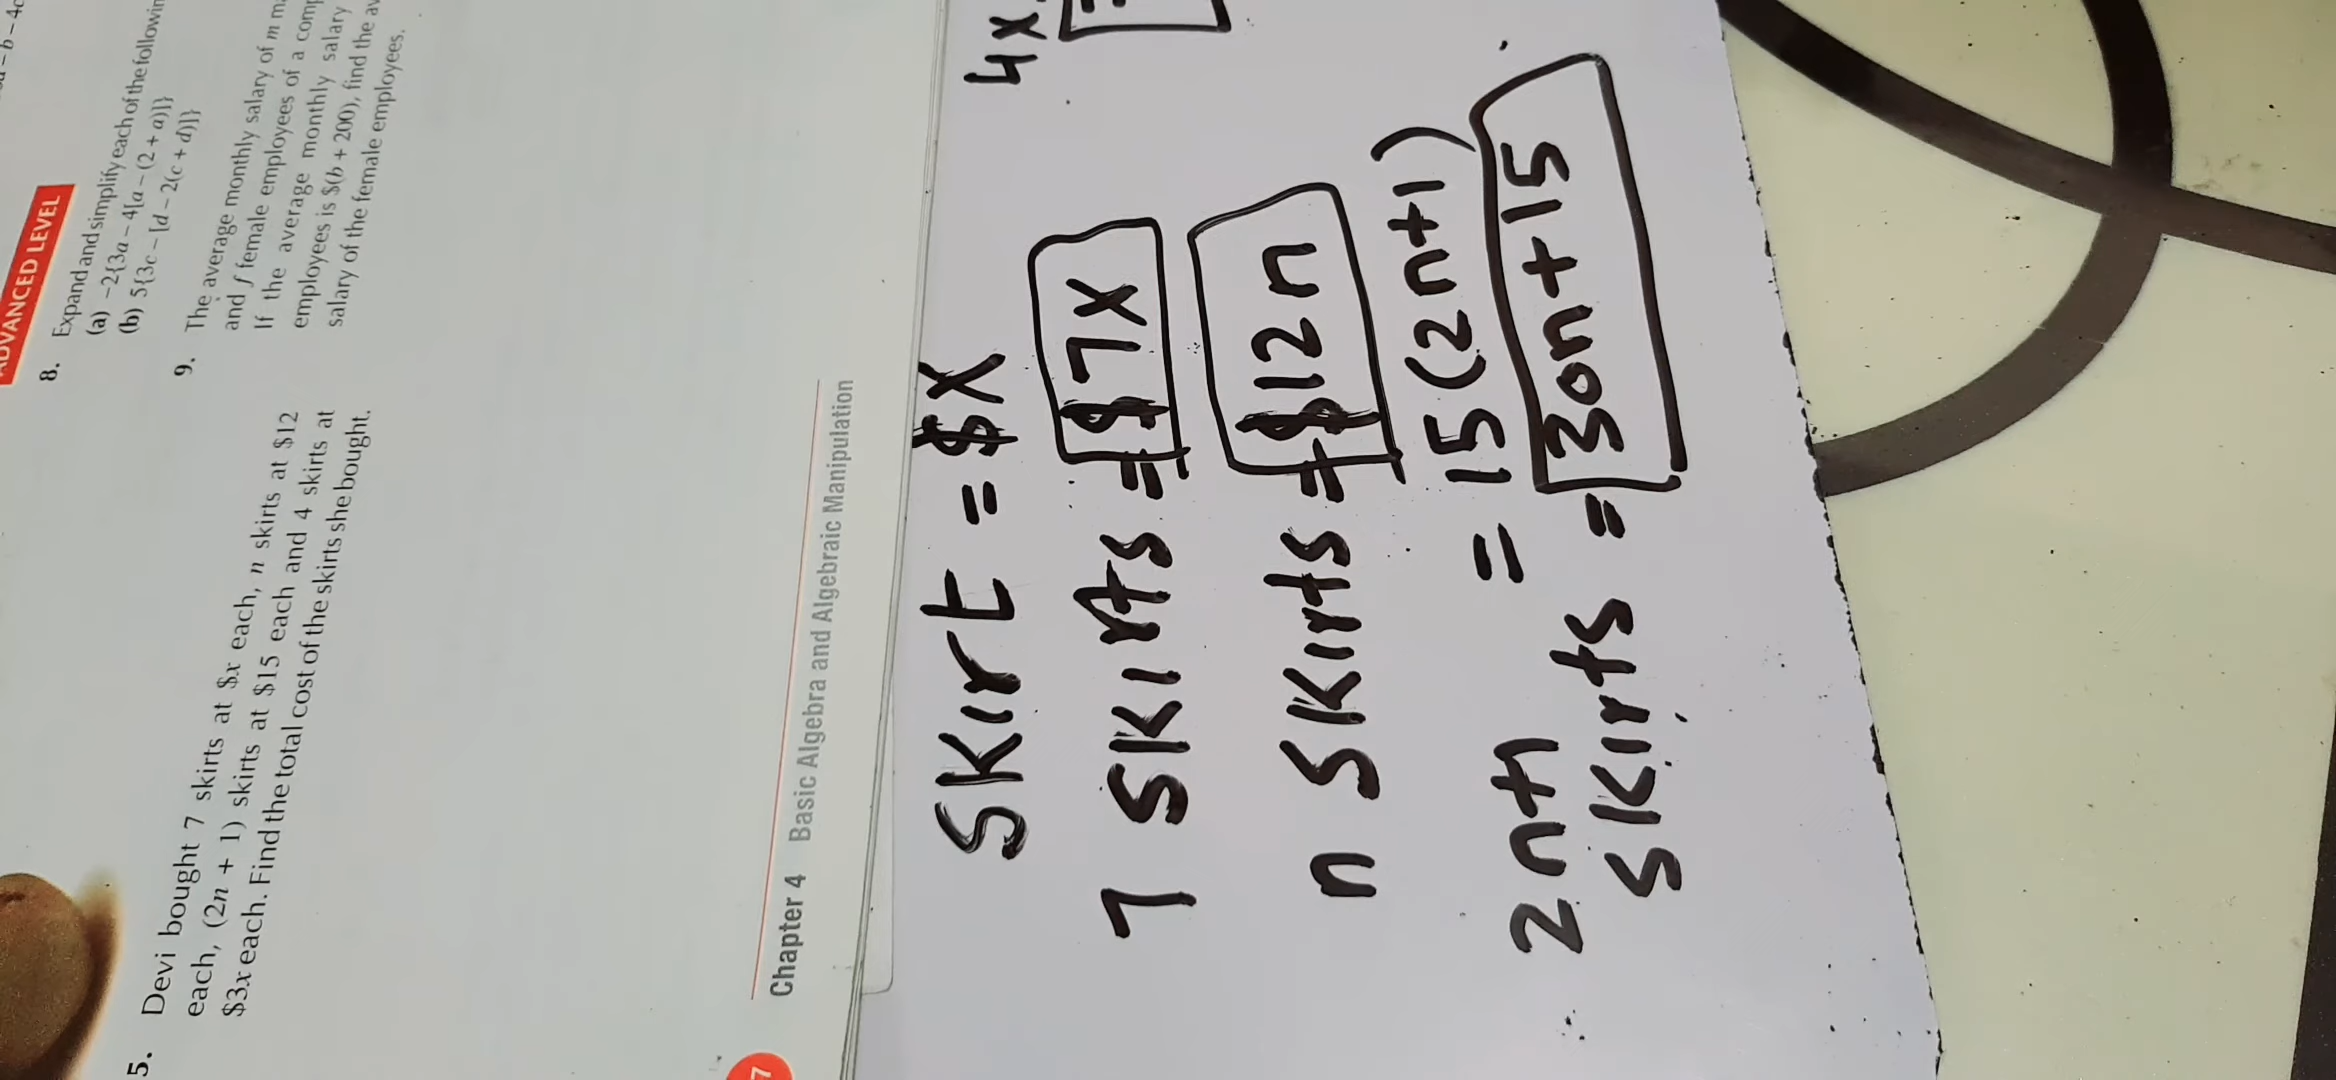 5. Devi bought 7 skirts at $x each, n skirts at $12
each, (2n + 1) skirts at $15 each and 4 skirts at
$3x each. Find the total cost of the skirts she bought.
ADVANCED LEVEL
8. Expand and simplify each of the
(a) −2{3a − 4[a − (2 + a)]}
(b) 5{3c − [d − 2(c + d)]}
9. The average monthly salary of m
and f female employees of a
If the average monthly salary
employees is $(b + 200), find the
salary of the female employees.
7
Chapter 4 Basic Algebra and Algebraic Manipulation
Skirt = $x
7 Skirts = $7x
n Skirts = $12n
2n+1 = 15(2n+1)
Skirts = 30n+15
4x